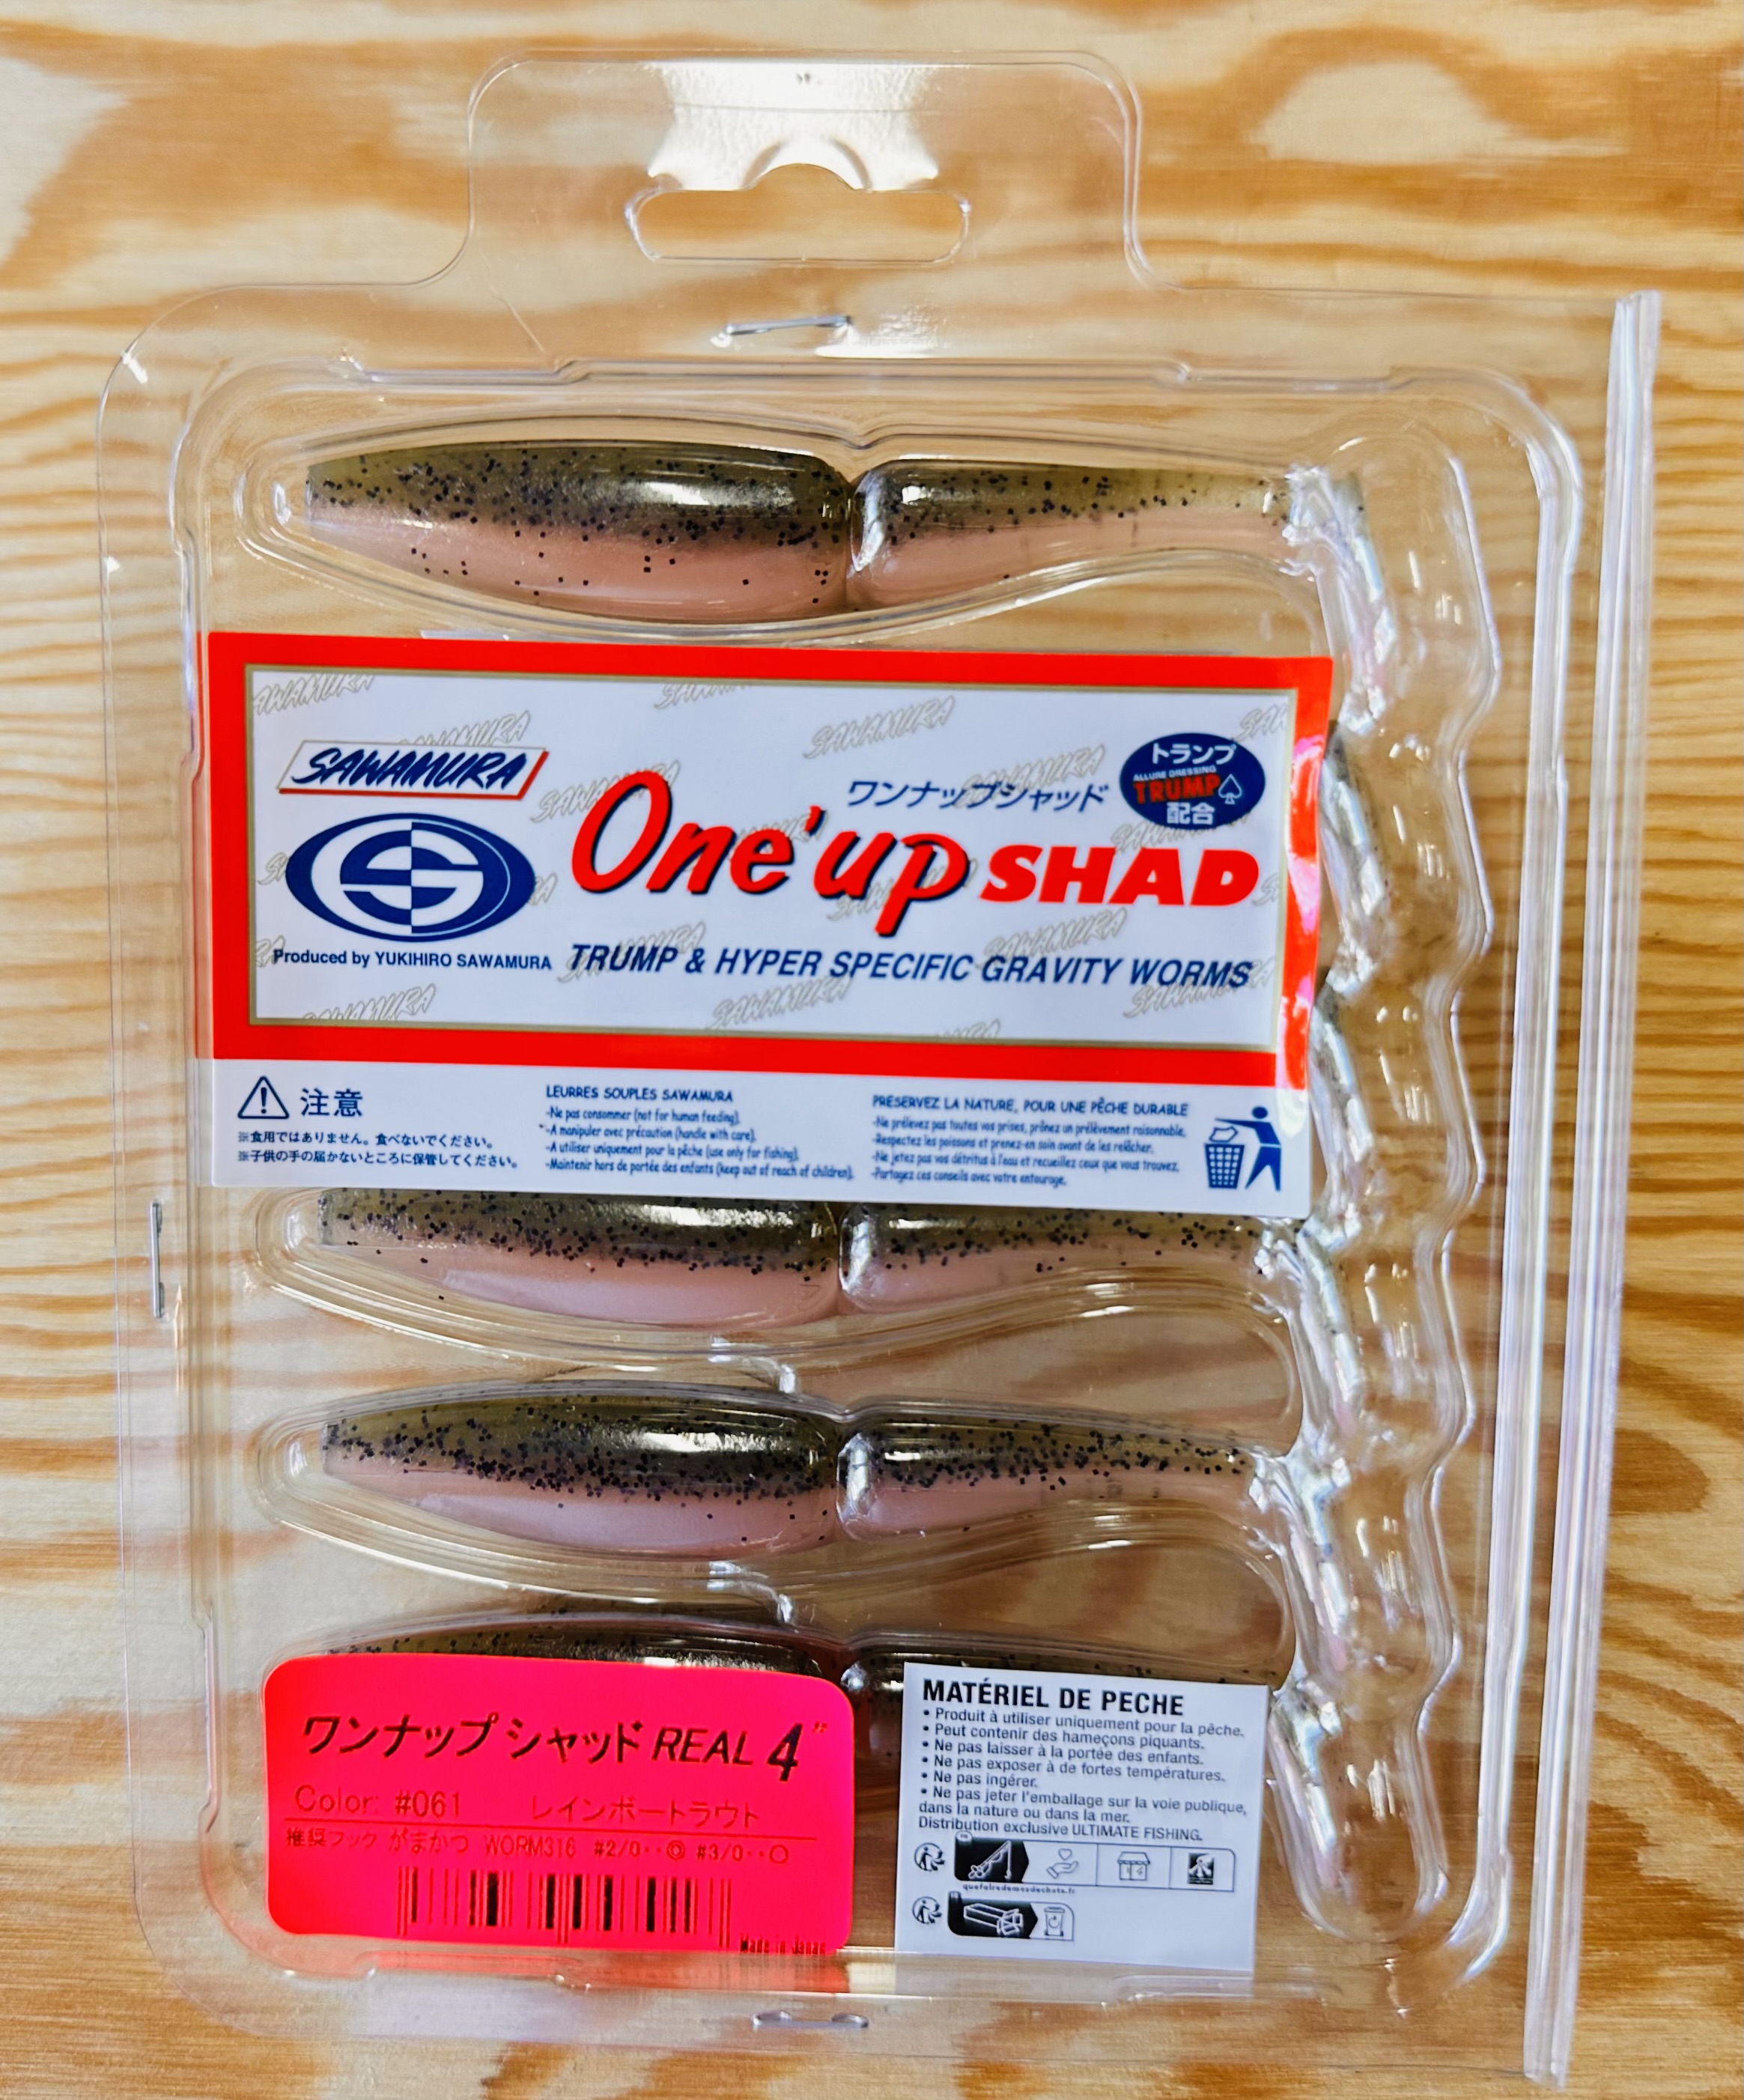 SAWAMURA
ワンナップシャッド
トランプ
ALLURE DRESSING
TRUMP
配合
One'up SHAD
Produced by YUKIHIRO SAWAMURA
TRUMP & HYPER SPECIFIC GRAVITY WORMS
注意
※食用ではありません。食べないでください。
※子供の手の届かないところに保管してください。
LEURRES SOUPLES SAWAMURA
-Ne pas consommer (not for human feeding).
-A manipuler avec précaution (handle with care).
-A utiliser uniquement pour la pêche (use only for fishing).
-Maintenir hors de portée des enfants (keep out of reach of children).
PRESERVEZ LA NATURE, POUR UNE PÊCHE DURABLE
-Ne prélevez pas toutes vos prises, prônez un prélèvement raisonnable.
-Respectez les poissons et prenez-en soin avant de les relâcher.
-Ne jetez pas vos détritus à l'eau et recueillez ceux que vous trouvez.
-Partagez ces conseils avec votre entourage.
ワンナップ シャッド REAL 4"
Color: #061 レインボートラウト
推奨フック がまかつ WORM316 #2/0‥◎ #3/0‥○
Made in Japan
MATÉRIEL DE PECHE
• Produit à utiliser uniquement pour la pêche.
• Peut contenir des hameçons piquants.
• Ne pas laisser à la portée des enfants.
• Ne pas exposer à de fortes températures.
• Ne pas ingérer.
• Ne pas jeter l'emballage sur la voie publique,
dans la nature ou dans la mer.
Distribution exclusive ULTIMATE FISHING.
FR
quefairedemesdechets.fr